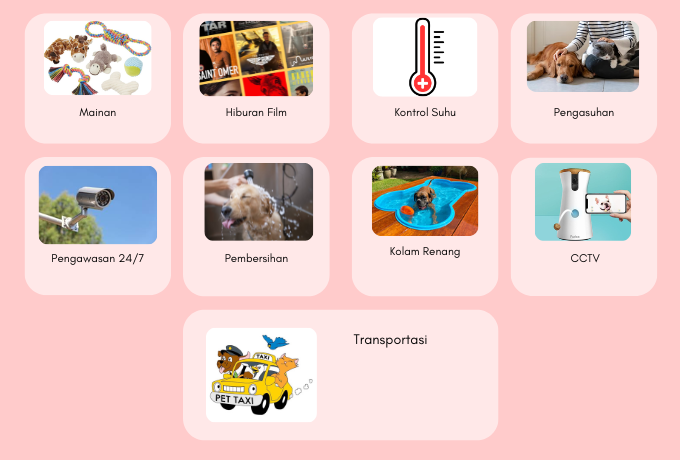 TAR
SAINT OMER
Mainan
Hiburan Film
Kontrol Suhu
Pengasuhan
Pengawasan 24/7
Pembersihan
Kolam Renang
CCTV
Transportasi
TAXI
PET TAXI